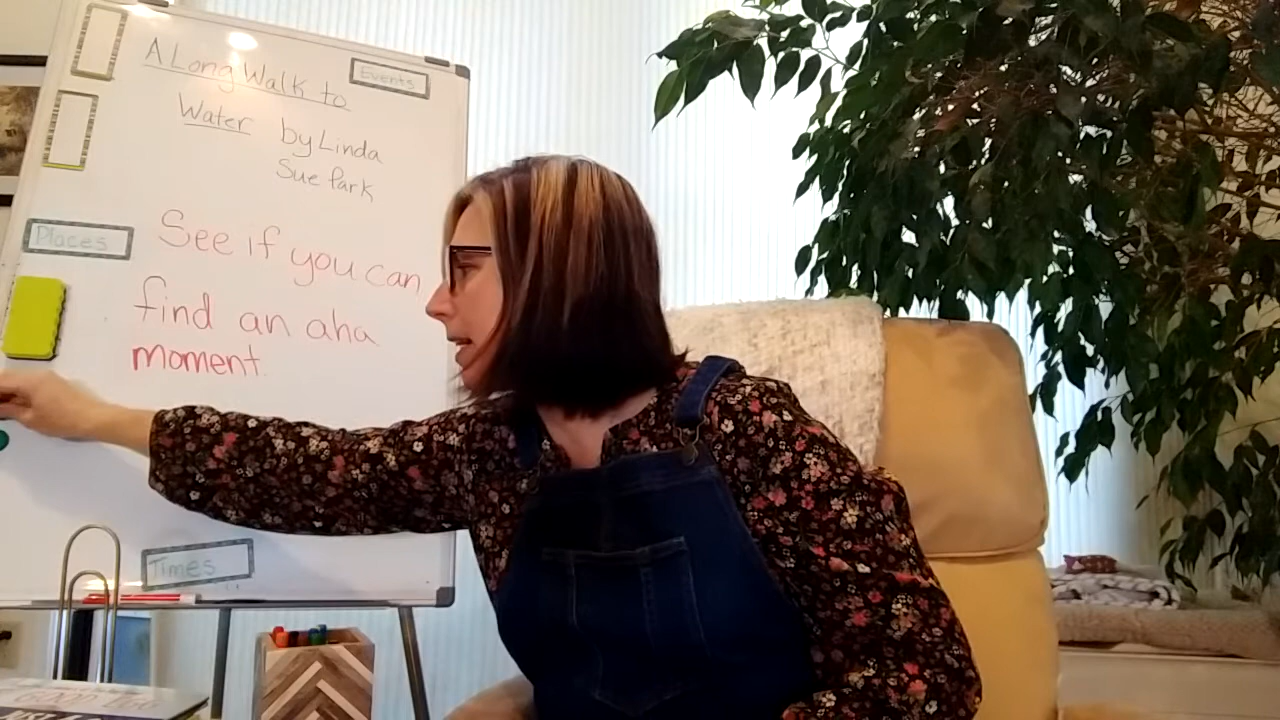 A Long Walk to
Water by Linda
Sue Park
Events
Places
See if you can
find an aha
moment.
Times